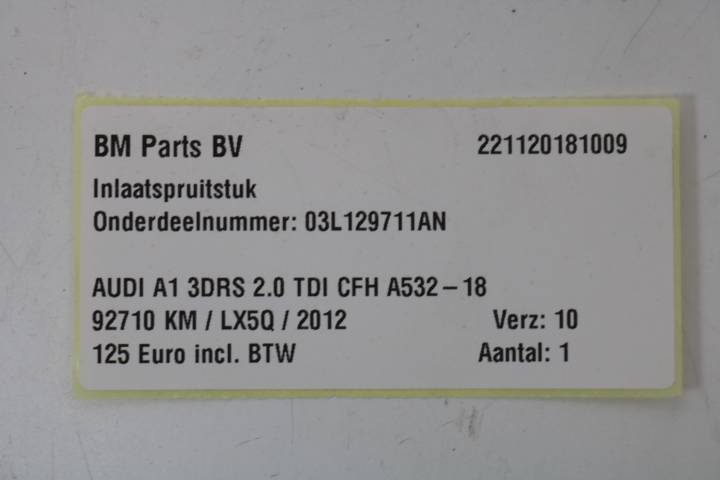 BM Parts BV 221120181009
Inlaatspruitstuk
Onderdeelnummer: 03L129711AN
AUDI A1 3DRS 2.0 TDI CFH A532-18
92710 KM / LX5Q / 2012 Verz: 10
125 Euro incl. BTW Aantal: 1